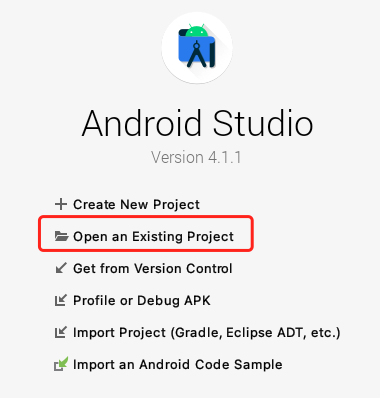 Android Studio
Version 4.1.1
Create New Project
Open an Existing Project
Get from Version Control
Profile or Debug APK
Import Project (Gradle, Eclipse ADT, etc.)
Import an Android Code Sample